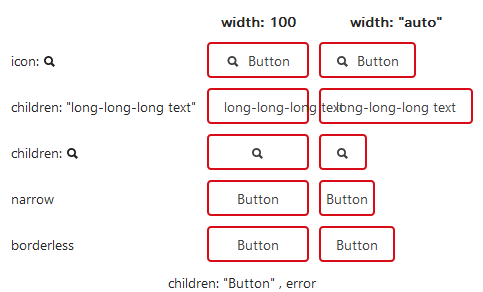 width: 100 width: "auto"
icon: Button Button
children: "long-long-long text" long-long-long text long-long-long text
children:
narrow Button Button
borderless Button Button
children: "Button" , error